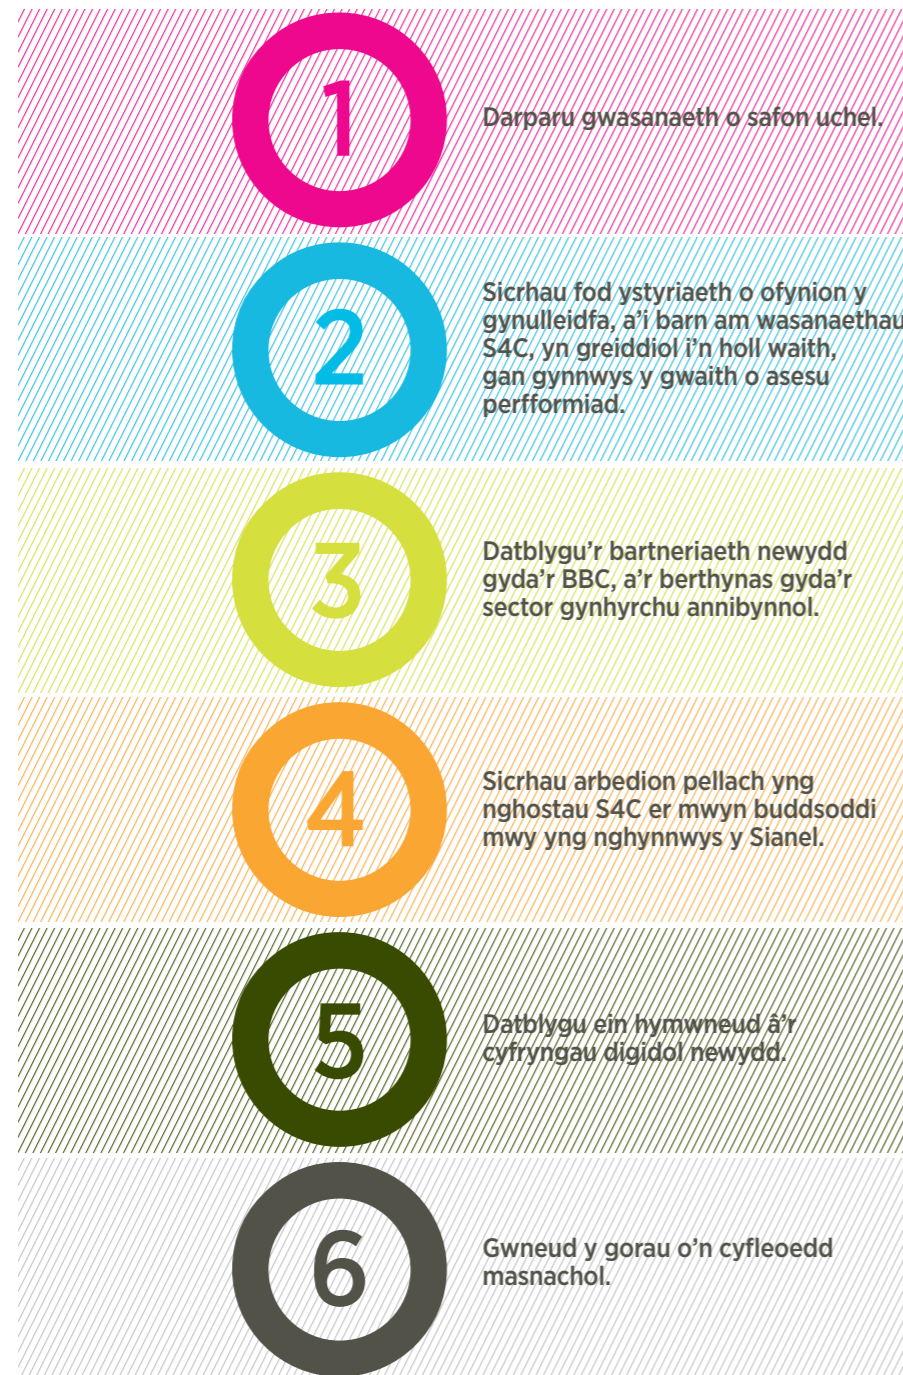 1
Darparu gwasanaeth o safon uchel.
2
Sicrhau fod ystyriaeth o ofynion y
gynulleidfa, a’i barn am wasanaethau
S4C, yn greiddiol i’n holl waith,
gan gynnwys y gwaith o asesu
perfformiad.
3
Datblygu’r bartneriaeth newydd
gyda’r BBC, a’r berthynas gyda’r
sector gynhyrchu annibynnol.
4
Sicrhau arbedion pellach yng
nghostau S4C er mwyn buddsoddi
mwy yng nghynnwys y Sianel.
5
Datblygu ein hymwneud â’r
cyfryngau digidol newydd.
6
Gwneud y gorau o’n cyfleoedd
masnachol.